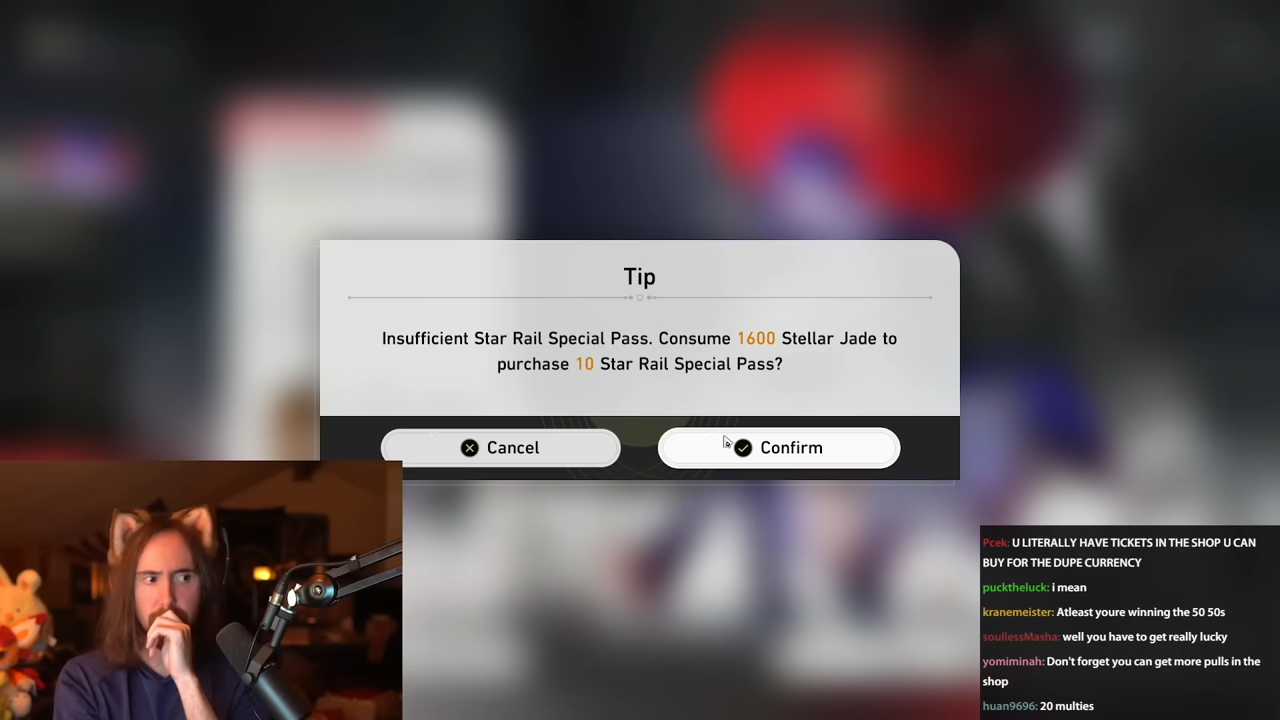 Tip
Insufficient Star Rail Special Pass. Consume 1600 Stellar Jade to
purchase 10 Star Rail Special Pass?
Cancel
Confirm
Pcek: U LITERALLY HAVE TICKETS IN THE SHOP U CAN
BUY FOR THE DUPE CURRENCY
pucktheluck: i mean
kranemeister: Atleast youre winning the 50 50s
soullessMasha: well you have to get really lucky
yomiminah: Don't forget you can get more pulls in the
shop
huan9696: 20 multies